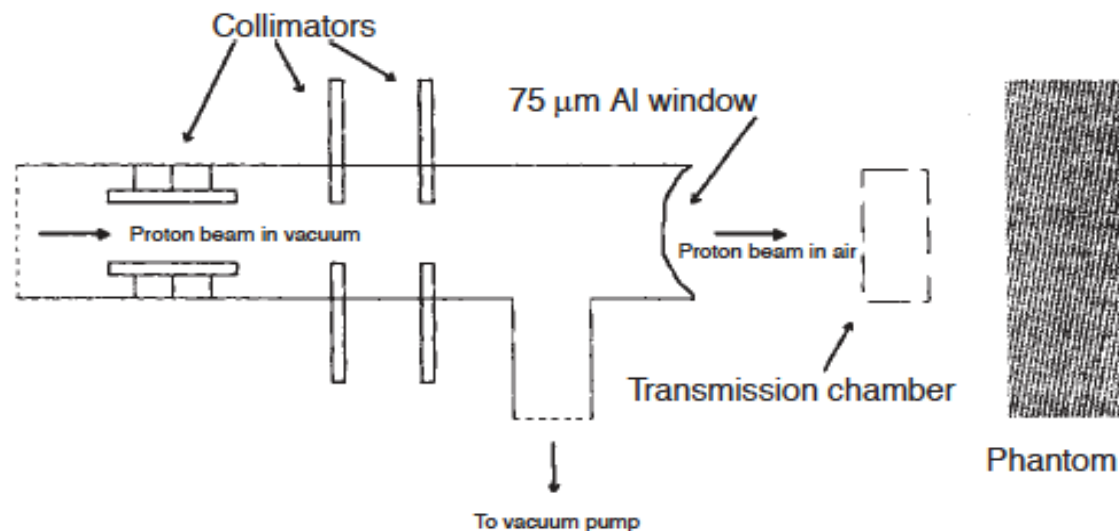 Collimators
75 μm Al window
Proton beam in vacuum
Proton beam in air
Transmission chamber
Phantom
To vacuum pump